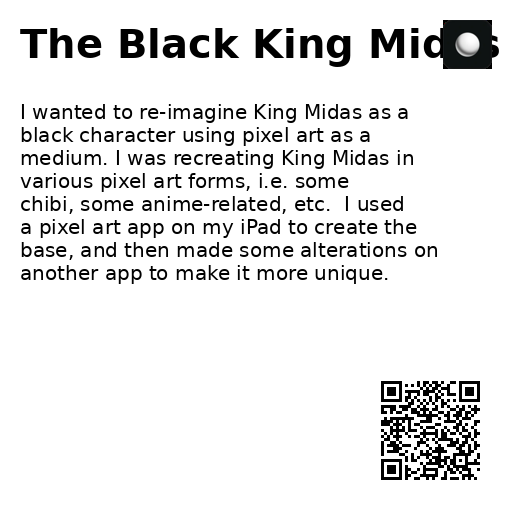 The Black King Midas
I wanted to re-imagine King Midas as a
black character using pixel art as a
medium. I was recreating King Midas in
various pixel art forms, i.e. some
chibi, some anime-related, etc.  I used
a pixel art app on my iPad to create the
base, and then made some alterations on
another app to make it more unique.